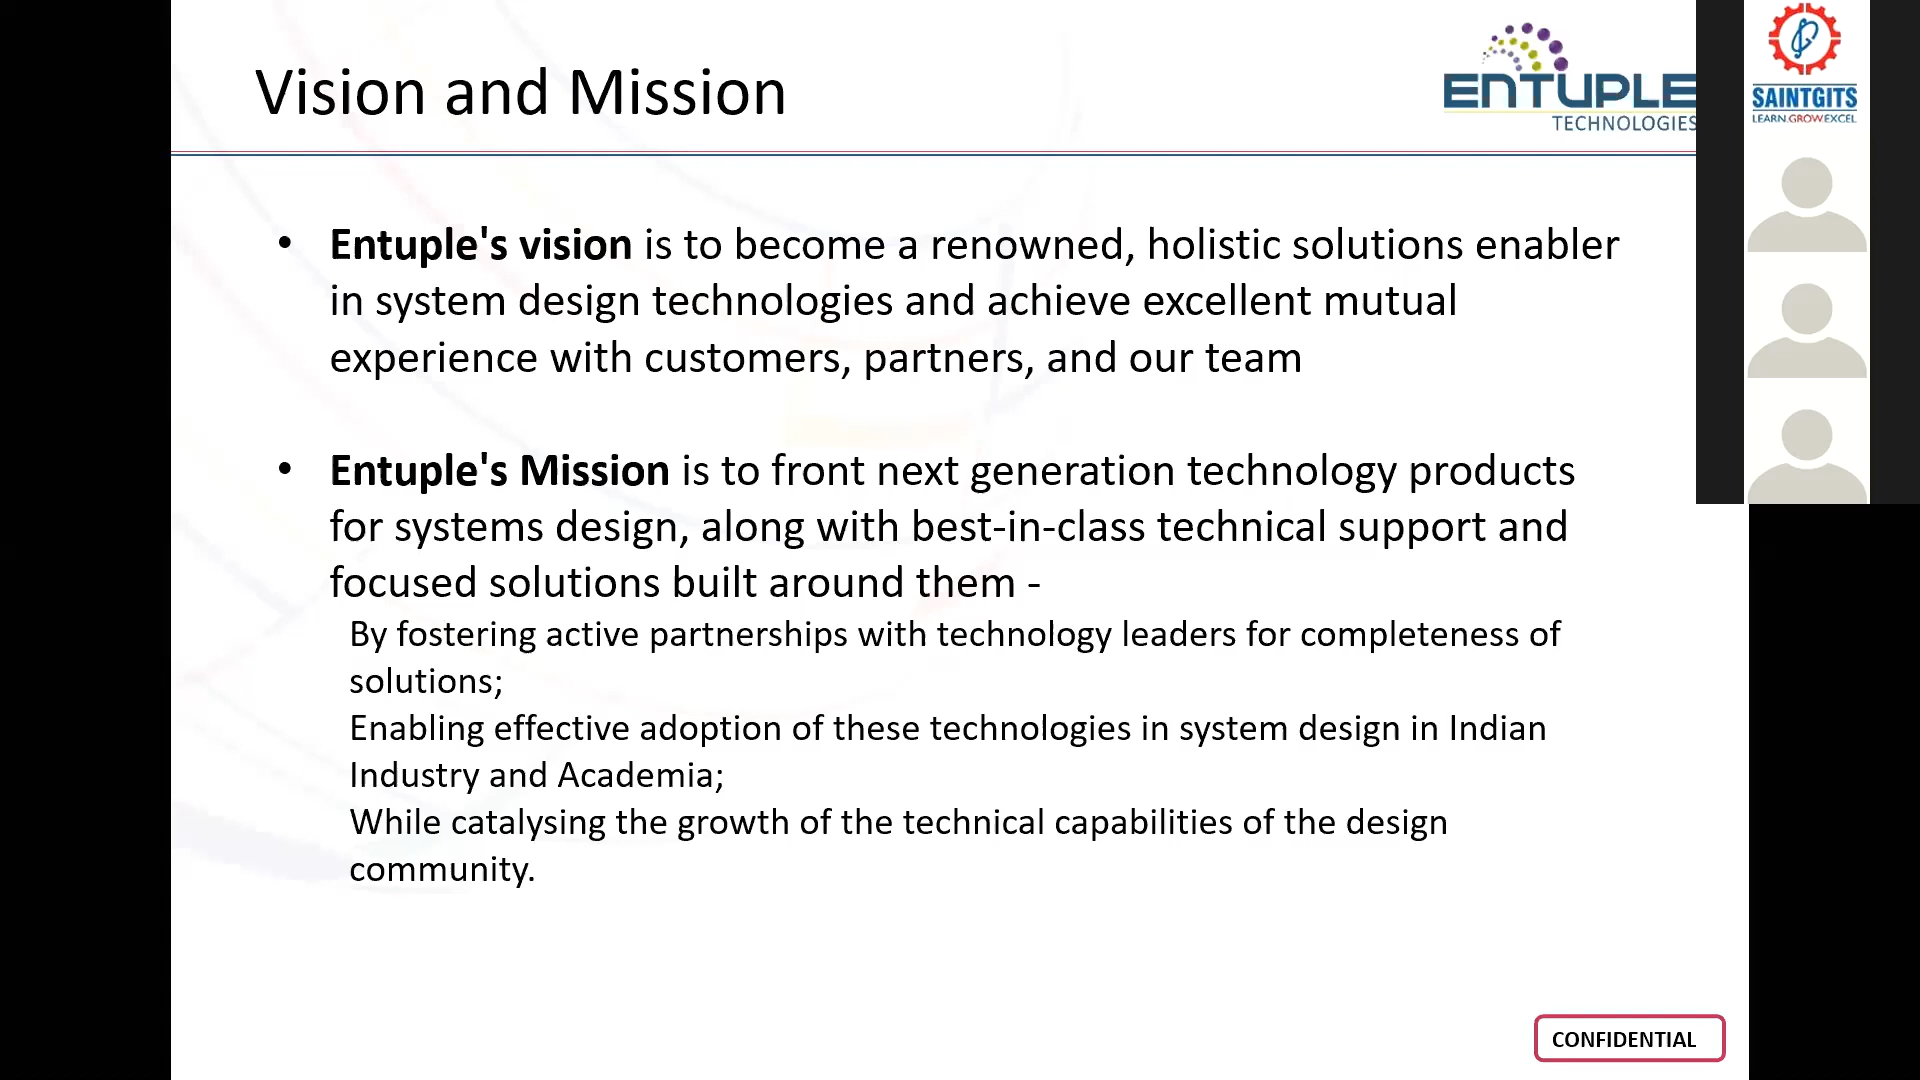 Vision and Mission
ENTUPLE
TECHNOLOGIES
SAINTGITS
LEARN.GROW.EXCEL
• Entuple's vision is to become a renowned, holistic solutions enabler
in system design technologies and achieve excellent mutual
experience with customers, partners, and our team
• Entuple's Mission is to front next generation technology products
for systems design, along with best-in-class technical support and
focused solutions built around them -
By fostering active partnerships with technology leaders for completeness of
solutions;
Enabling effective adoption of these technologies in system design in Indian
Industry and Academia;
While catalysing the growth of the technical capabilities of the design
community.
CONFIDENTIAL